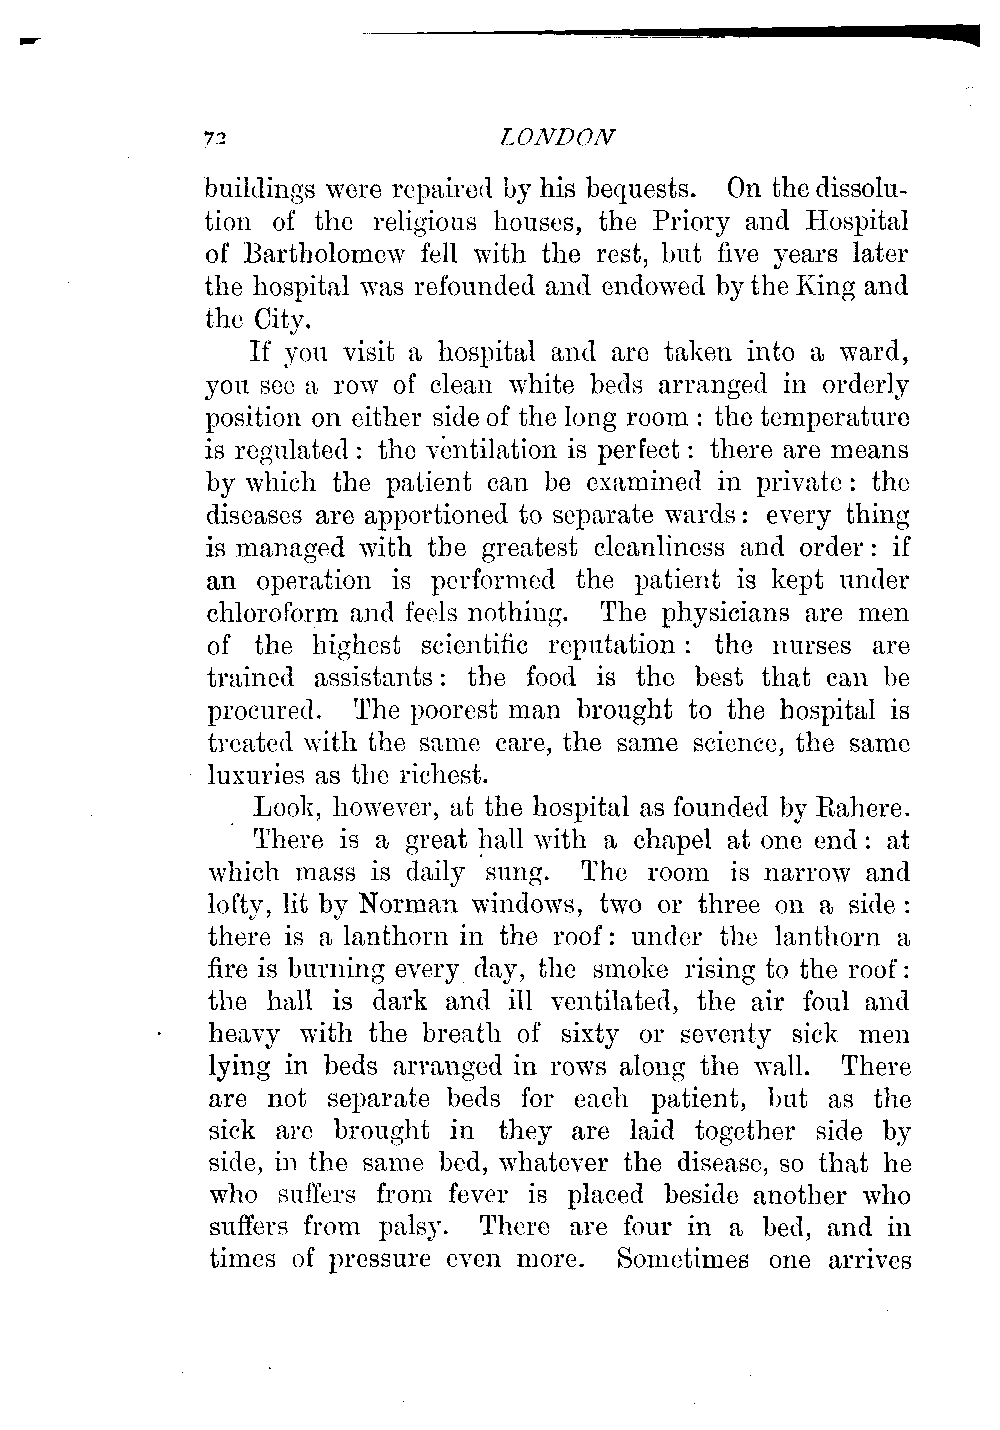 72 LONDON
buildings were repaired by his bequests. On the dissolu-
tion of the religious houses, the Priory and Hospital
of Bartholomew fell with the rest, but five years later
the hospital was refounded and endowed by the King and
the City.
If you visit a hospital and are taken into a ward,
you see a row of clean white beds arranged in orderly
position on either side of the long room : the temperature
is regulated : the ventilation is perfect : there are means
by which the patient can be examined in private : the
diseases are apportioned to separate wards : every thing
is managed with the greatest cleanliness and order : if
an operation is performed the patient is kept under
chloroform and feels nothing. The physicians are men
of the highest scientific reputation : the nurses are
trained assistants : the food is the best that can be
procured. The poorest man brought to the hospital is
treated with the same care, the same science, the same
luxuries as the richest.
Look, however, at the hospital as founded by Rahere.
There is a great hall with a chapel at one end : at
which mass is daily sung. The room is narrow and
lofty, lit by Norman windows, two or three on a side :
there is a lanthorn in the roof : under the lanthorn a
fire is burning every day, the smoke rising to the roof :
the hall is dark and ill ventilated, the air foul and
heavy with the breath of sixty or seventy sick men
lying in beds arranged in rows along the wall. There
are not separate beds for each patient, but as the
sick are brought in they are laid together side by
side, in the same bed, whatever the disease, so that he
who suffers from fever is placed beside another who
suffers from palsy. There are four in a bed, and in
times of pressure even more. Sometimes one arrives